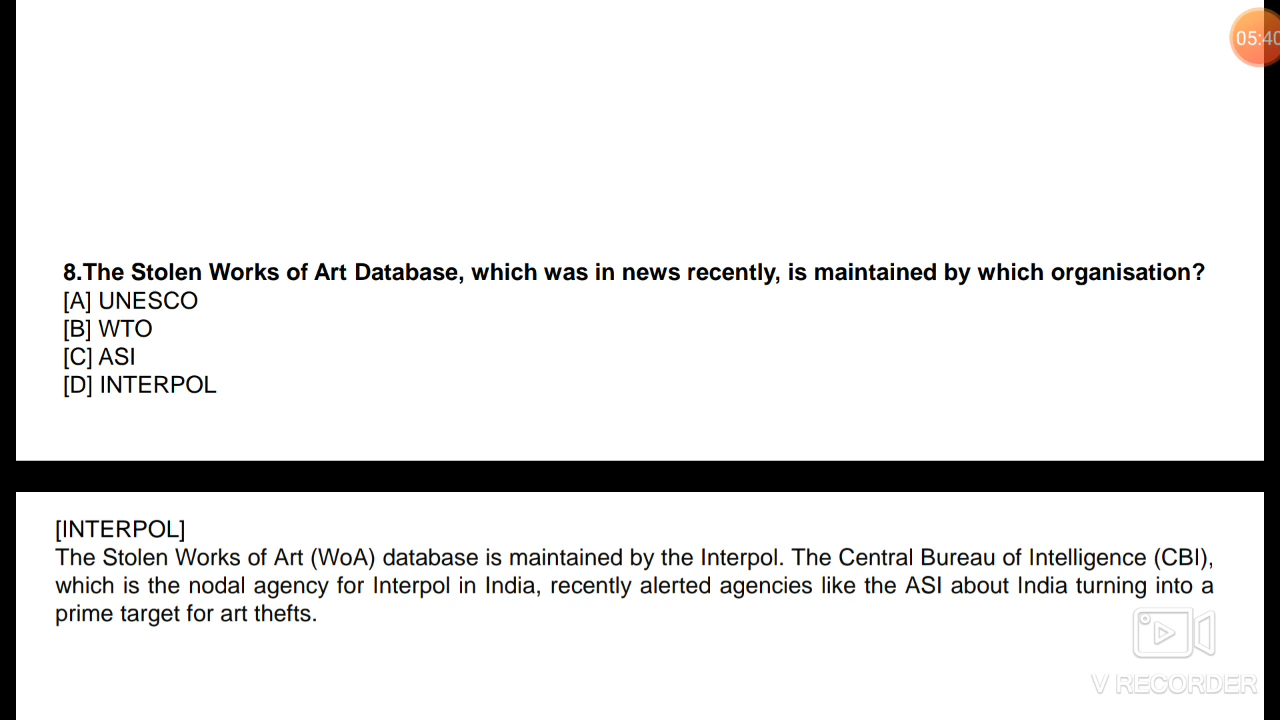 05:40
8.The Stolen Works of Art Database, which was in news recently, is maintained by which organisation?
[A] UNESCO
[B] WTO
[C] ASI
[D] INTERPOL
[INTERPOL]
The Stolen Works of Art (WoA) database is maintained by the Interpol. The Central Bureau of Intelligence (CBI),
which is the nodal agency for Interpol in India, recently alerted agencies like the ASI about India turning into a
prime target for art thefts.
V RECORDER